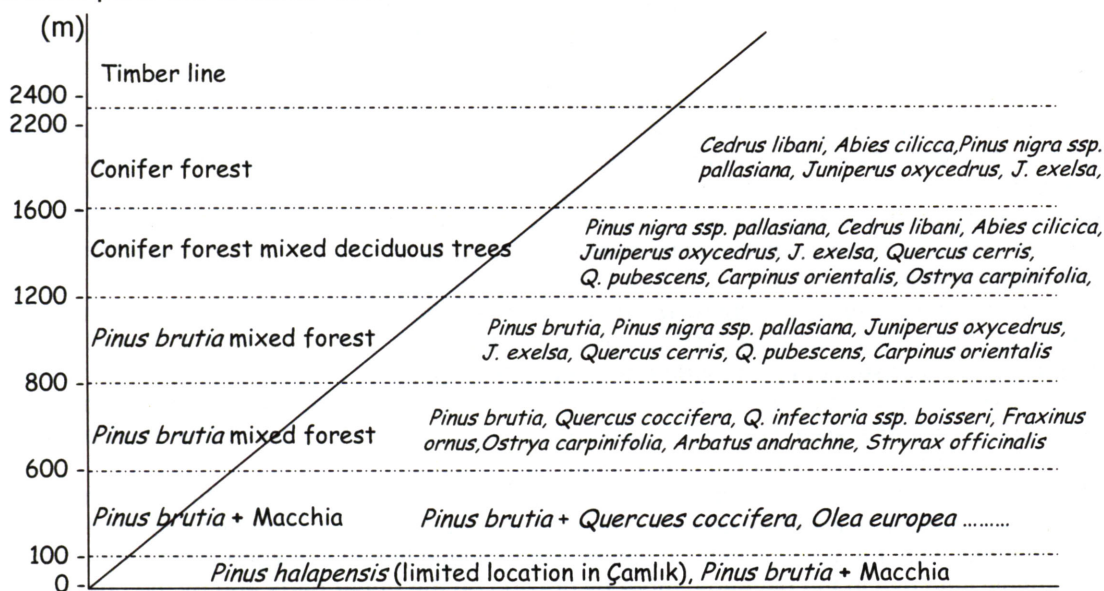 (m)
Timber line
2400 -
2200 -
Conifer forest
Cedrus libani, Abies cilicca,Pinus nigra ssp.
pallasiana, Juniperus oxycedrus, J. exelsa,
1600 -
Conifer forest mixed deciduous trees
Pinus nigra ssp. pallasiana, Cedrus libani, Abies cilicica,
Juniperus oxycedrus, J. exelsa, Quercus cerris,
Q. pubescens, Carpinus orientalis, Ostrya carpinifolia,
1200 -
Pinus brutia mixed forest
Pinus brutia, Pinus nigra ssp. pallasiana, Juniperus oxycedrus,
J. exelsa, Quercus cerris, Q. pubescens, Carpinus orientalis
800 -
Pinus brutia mixed forest
Pinus brutia, Quercus coccifera, Q. infectoria ssp. boisseri, Fraxinus
ornus,Ostrya carpinifolia, Arbatus andrachne, Stryrax officinalis
600 -
Pinus brutia + Macchia
Pinus brutia + Quercues coccifera, Olea europea .........
100 -
Pinus halapensis (limited location in Çamlık), Pinus brutia + Macchia
0 -